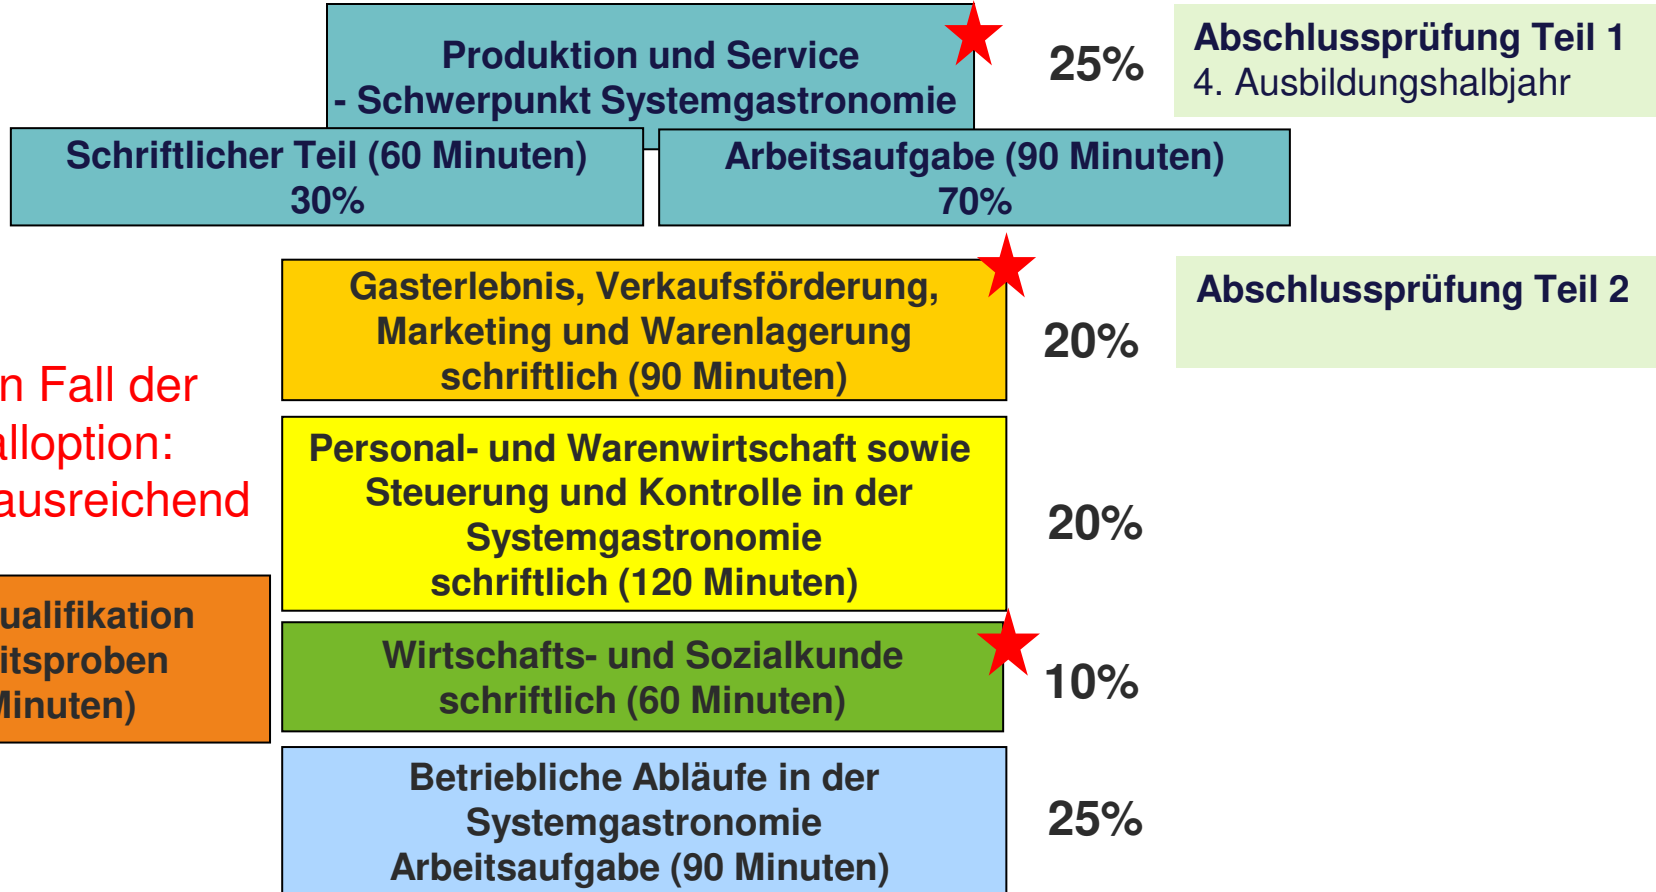 Produktion und Service
- Schwerpunkt Systemgastronomie
25%
Abschlussprüfung Teil 1
4. Ausbildungshalbjahr
Schriftlicher Teil (60 Minuten)
30%
Arbeitsaufgabe (90 Minuten)
70%
Gasterlebnis, Verkaufsförderung,
Marketing und Warenlagerung
schriftlich (90 Minuten)
20%
Abschlussprüfung Teil 2
n Fall der
alloption:
ausreichend
Personal- und Warenwirtschaft sowie
Steuerung und Kontrolle in der
Systemgastronomie
schriftlich (120 Minuten)
20%
ualifikation
itsproben
Minuten)
Wirtschafts- und Sozialkunde
schriftlich (60 Minuten)
10%
Betriebliche Abläufe in der
Systemgastronomie
Arbeitsaufgabe (90 Minuten)
25%